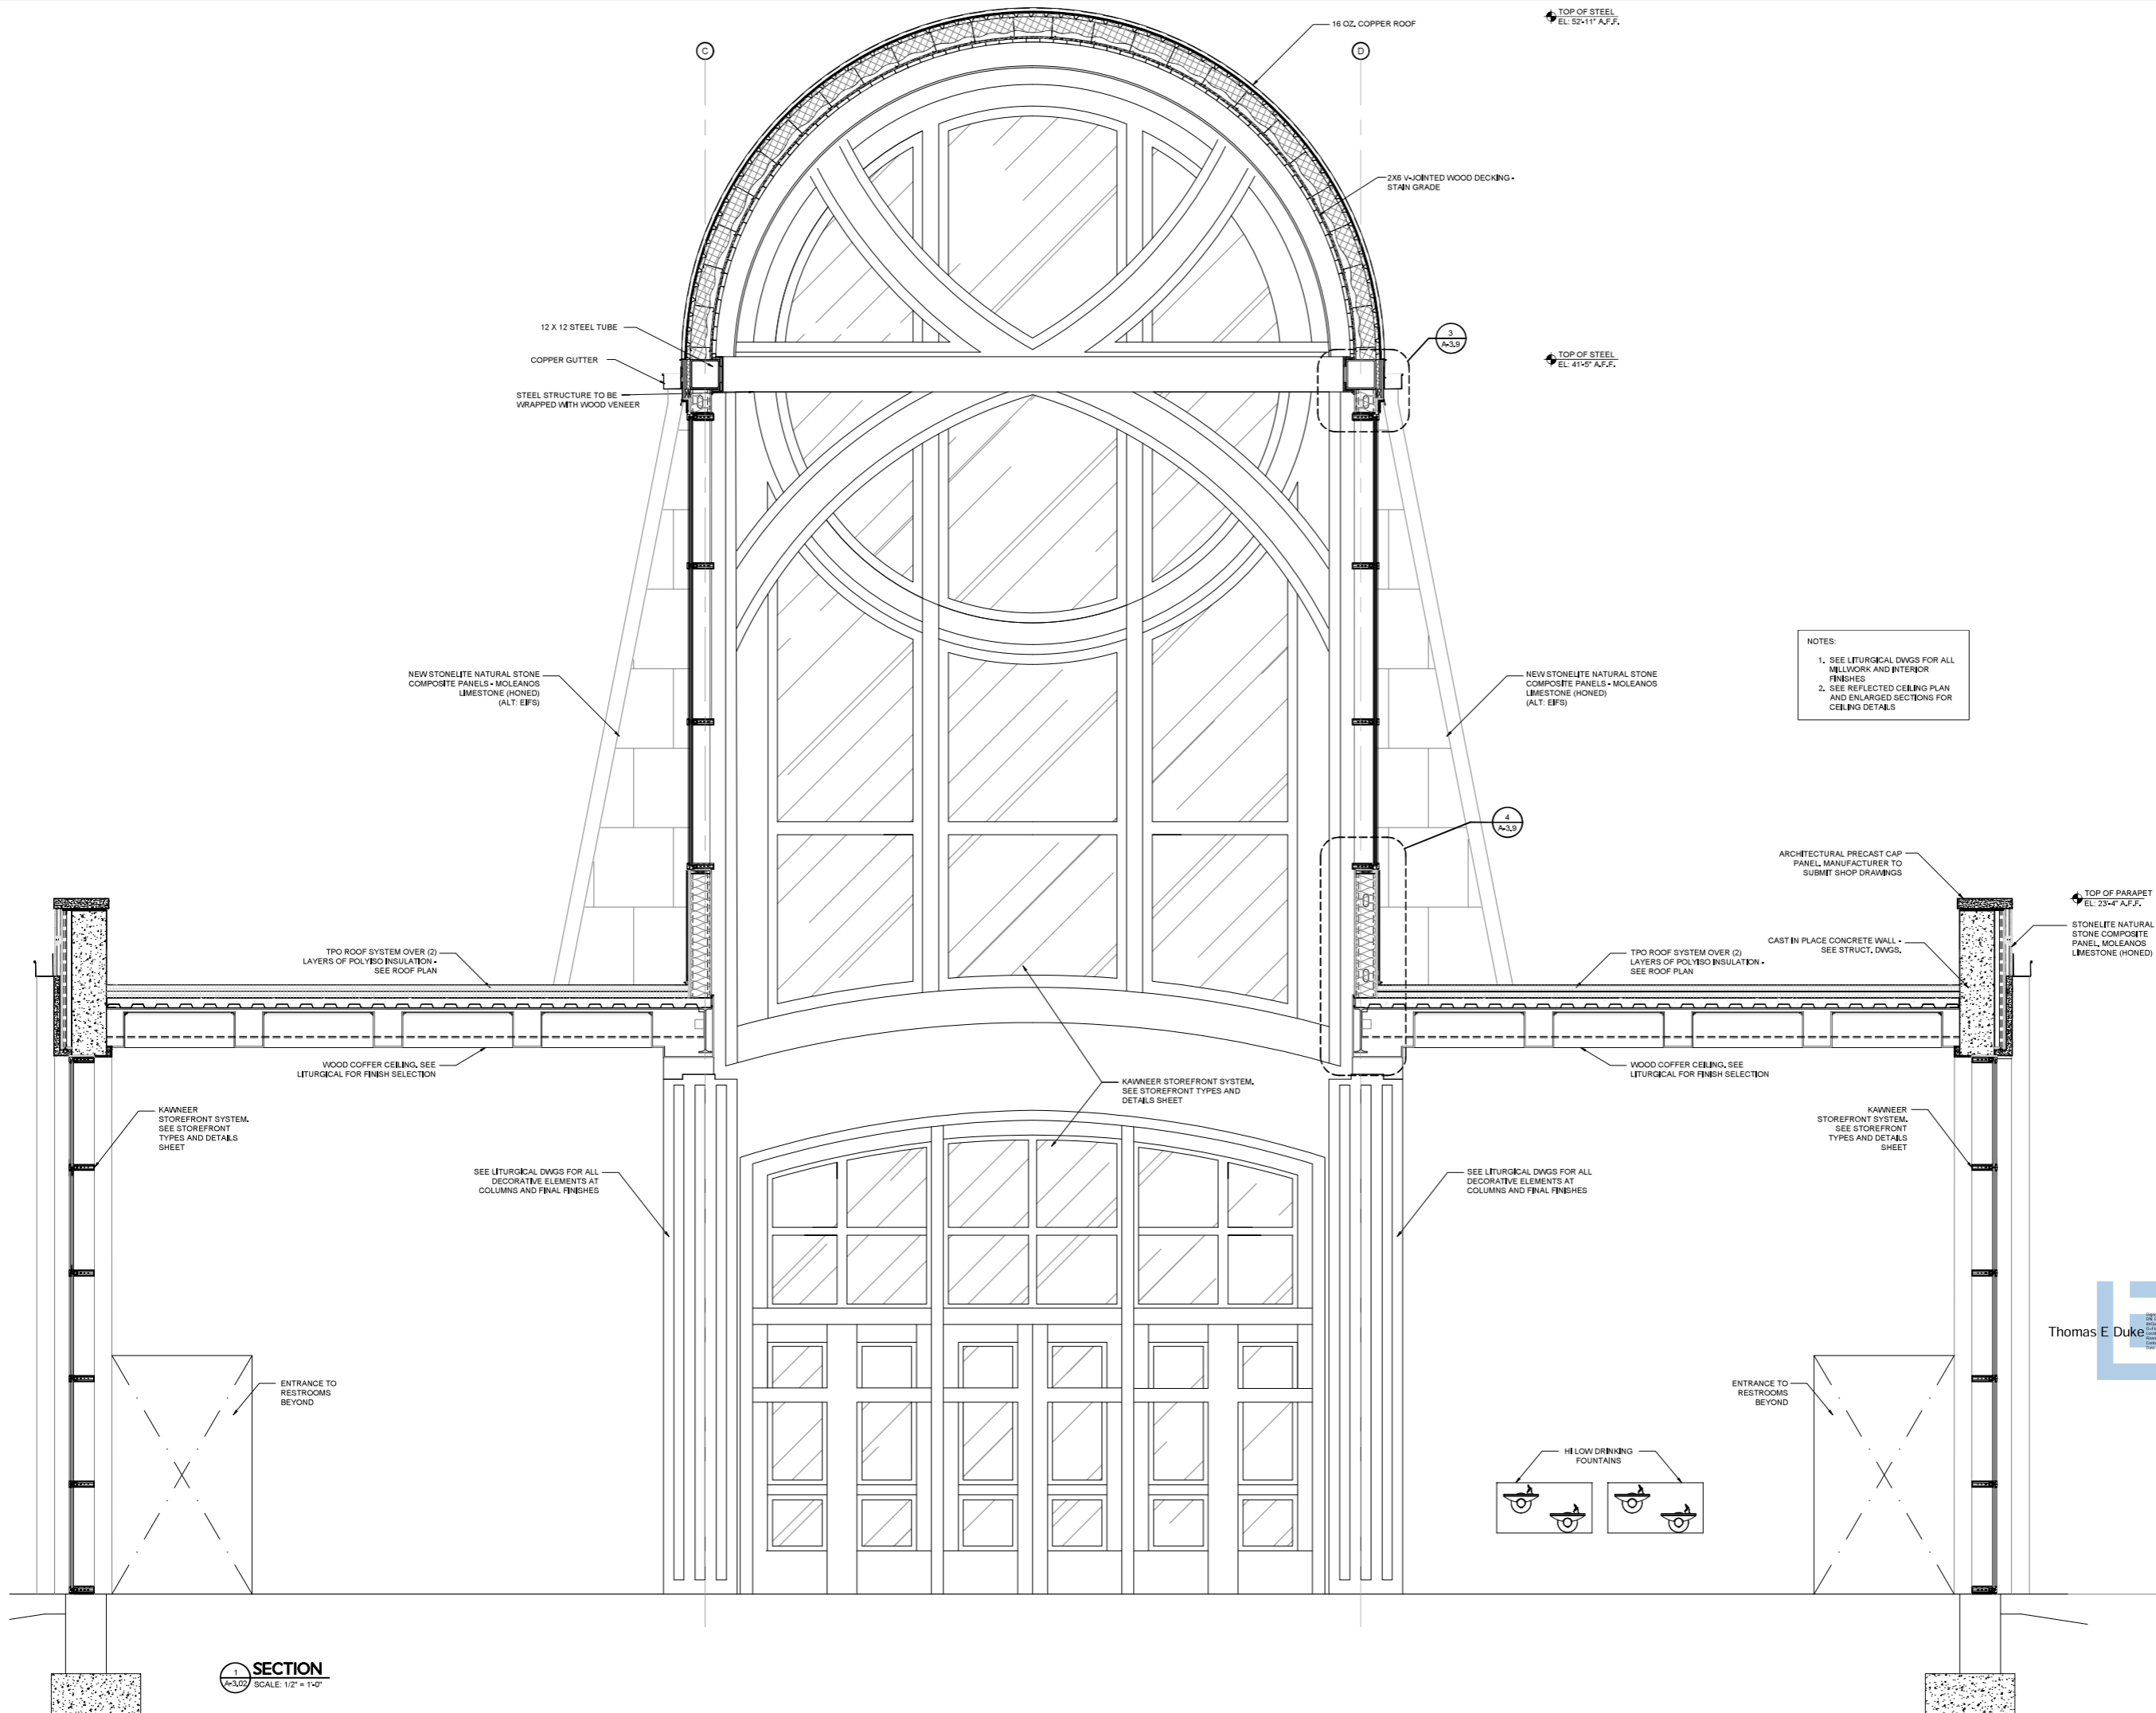 TOP OF STEEL
EL: 52'-11" A.F.F.
16 OZ. COPPER ROOF
C
D
2X6 V-JOINTED WOOD DECKING -
STAIN GRADE
12 X 12 STEEL TUBE
COPPER GUTTER
STEEL STRUCTURE TO BE
WRAPPED WITH WOOD VENEER
3
A-3.9
TOP OF STEEL
EL: 41'-5" A.F.F.
NEW STONELITE NATURAL STONE
COMPOSITE PANELS - MOLEANOS
LIMESTONE (HONED)
(ALT: EIFS)
NEW STONELITE NATURAL STONE
COMPOSITE PANELS - MOLEANOS
LIMESTONE (HONED)
(ALT: EIFS)
NOTES:
1. SEE LITURGICAL DWGS FOR ALL
MILLWORK AND INTERIOR
FINISHES
2. SEE REFLECTED CEILING PLAN
AND ENLARGED SECTIONS FOR
CEILING DETAILS
4
A-3.9
ARCHITECTURAL PRECAST CAP
PANEL, MANUFACTURER TO
SUBMIT SHOP DRAWINGS
TOP OF PARAPET
EL: 23'-4" A.F.F.
STONELITE NATURAL
STONE COMPOSITE
PANEL, MOLEANOS
LIMESTONE (HONED)
CAST IN PLACE CONCRETE WALL -
SEE STRUCT. DWGS.
TPO ROOF SYSTEM OVER (2)
LAYERS OF POLYISO INSULATION -
SEE ROOF PLAN
TPO ROOF SYSTEM OVER (2)
LAYERS OF POLYISO INSULATION -
SEE ROOF PLAN
WOOD COFFER CEILING. SEE
LITURGICAL FOR FINISH SELECTION
WOOD COFFER CEILING. SEE
LITURGICAL FOR FINISH SELECTION
KAWNEER STOREFRONT SYSTEM.
SEE STOREFRONT TYPES AND
DETAILS SHEET
KAWNEER
STOREFRONT SYSTEM.
SEE STOREFRONT
TYPES AND DETAILS
SHEET
KAWNEER
STOREFRONT SYSTEM.
SEE STOREFRONT
TYPES AND DETAILS
SHEET
SEE LITURGICAL DWGS FOR ALL
DECORATIVE ELEMENTS AT
COLUMNS AND FINAL FINISHES
SEE LITURGICAL DWGS FOR ALL
DECORATIVE ELEMENTS AT
COLUMNS AND FINAL FINISHES
Thomas E Duke
ENTRANCE TO
RESTROOMS
BEYOND
ENTRANCE TO
RESTROOMS
BEYOND
HI LOW DRINKING
FOUNTAINS
1
A-3.02
SECTION
SCALE: 1/2" = 1'-0"